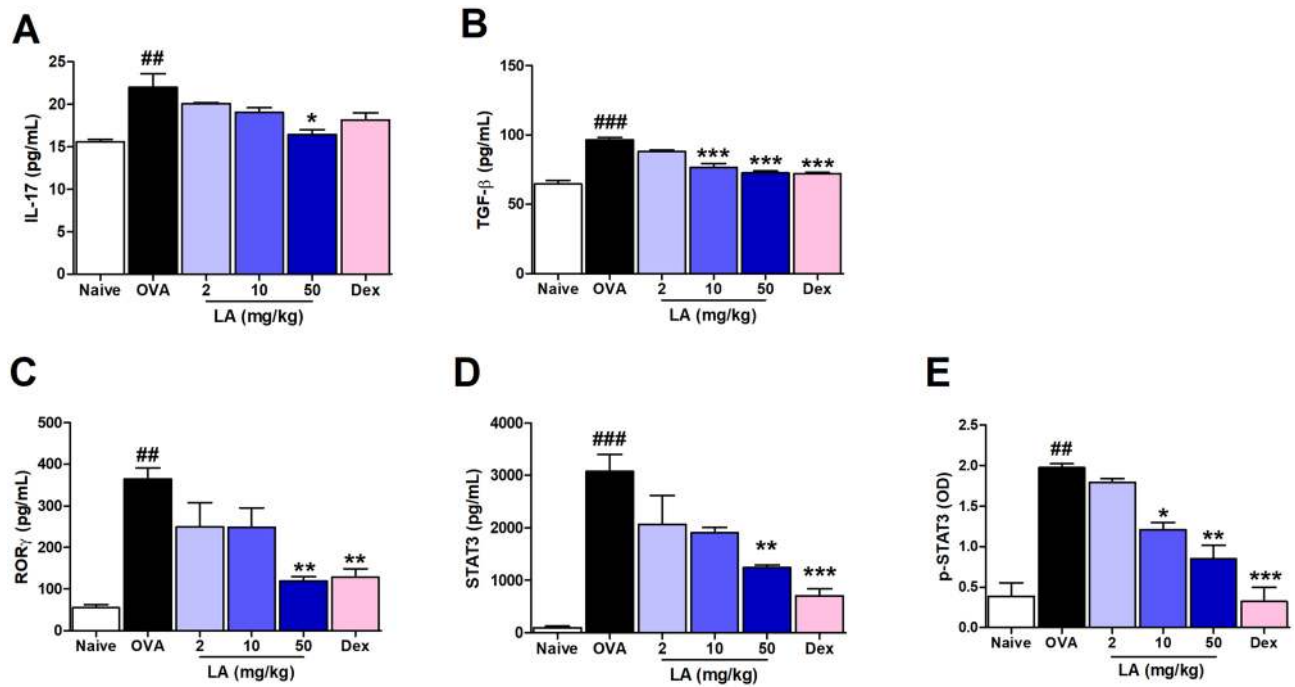 A
IL-17 (pg/mL)
25
20
15
10
5
0
##
*
Naive OVA 2 10 50 Dex
LA (mg/kg)
B
TGF-β (pg/mL)
150
100
50
0
###
*** *** ***
Naive OVA 2 10 50 Dex
LA (mg/kg)
C
RORγ (pg/mL)
500
400
300
200
100
0
##
** **
Naive OVA 2 10 50 Dex
LA (mg/kg)
D
STAT3 (pg/mL)
4000
3000
2000
1000
0
###
**
***
Naive OVA 2 10 50 Dex
LA (mg/kg)
E
p-STAT3 (OD)
2.5
2.0
1.5
1.0
0.5
0.0
##
*
**
***
Naive OVA 2 10 50 Dex
LA (mg/kg)